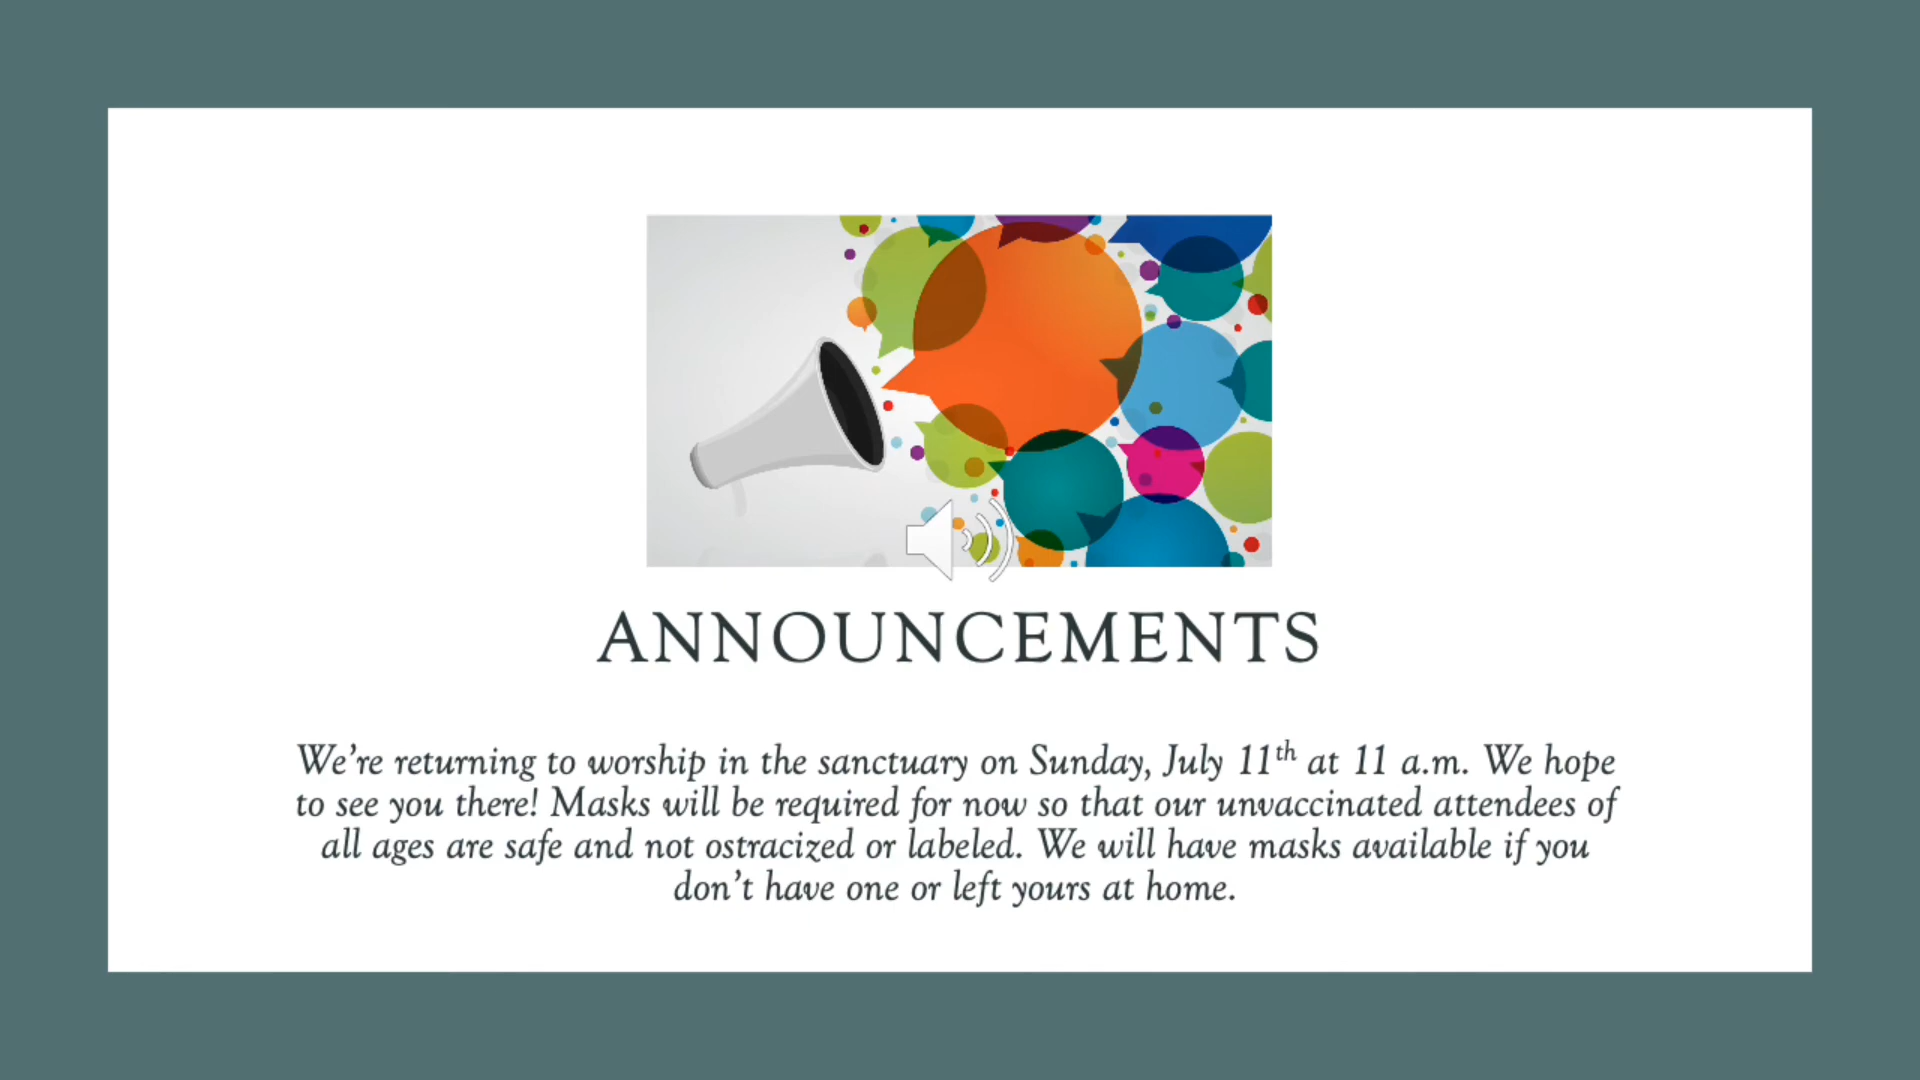 ANNOUNCEMENTS
We're returning to worship in the sanctuary on Sunday, July 11th at 11 a.m. We hope
to see you there! Masks will be required for now so that our unvaccinated attendees of
all ages are safe and not ostracized or labeled. We will have masks available if you
don't have one or left yours at home.